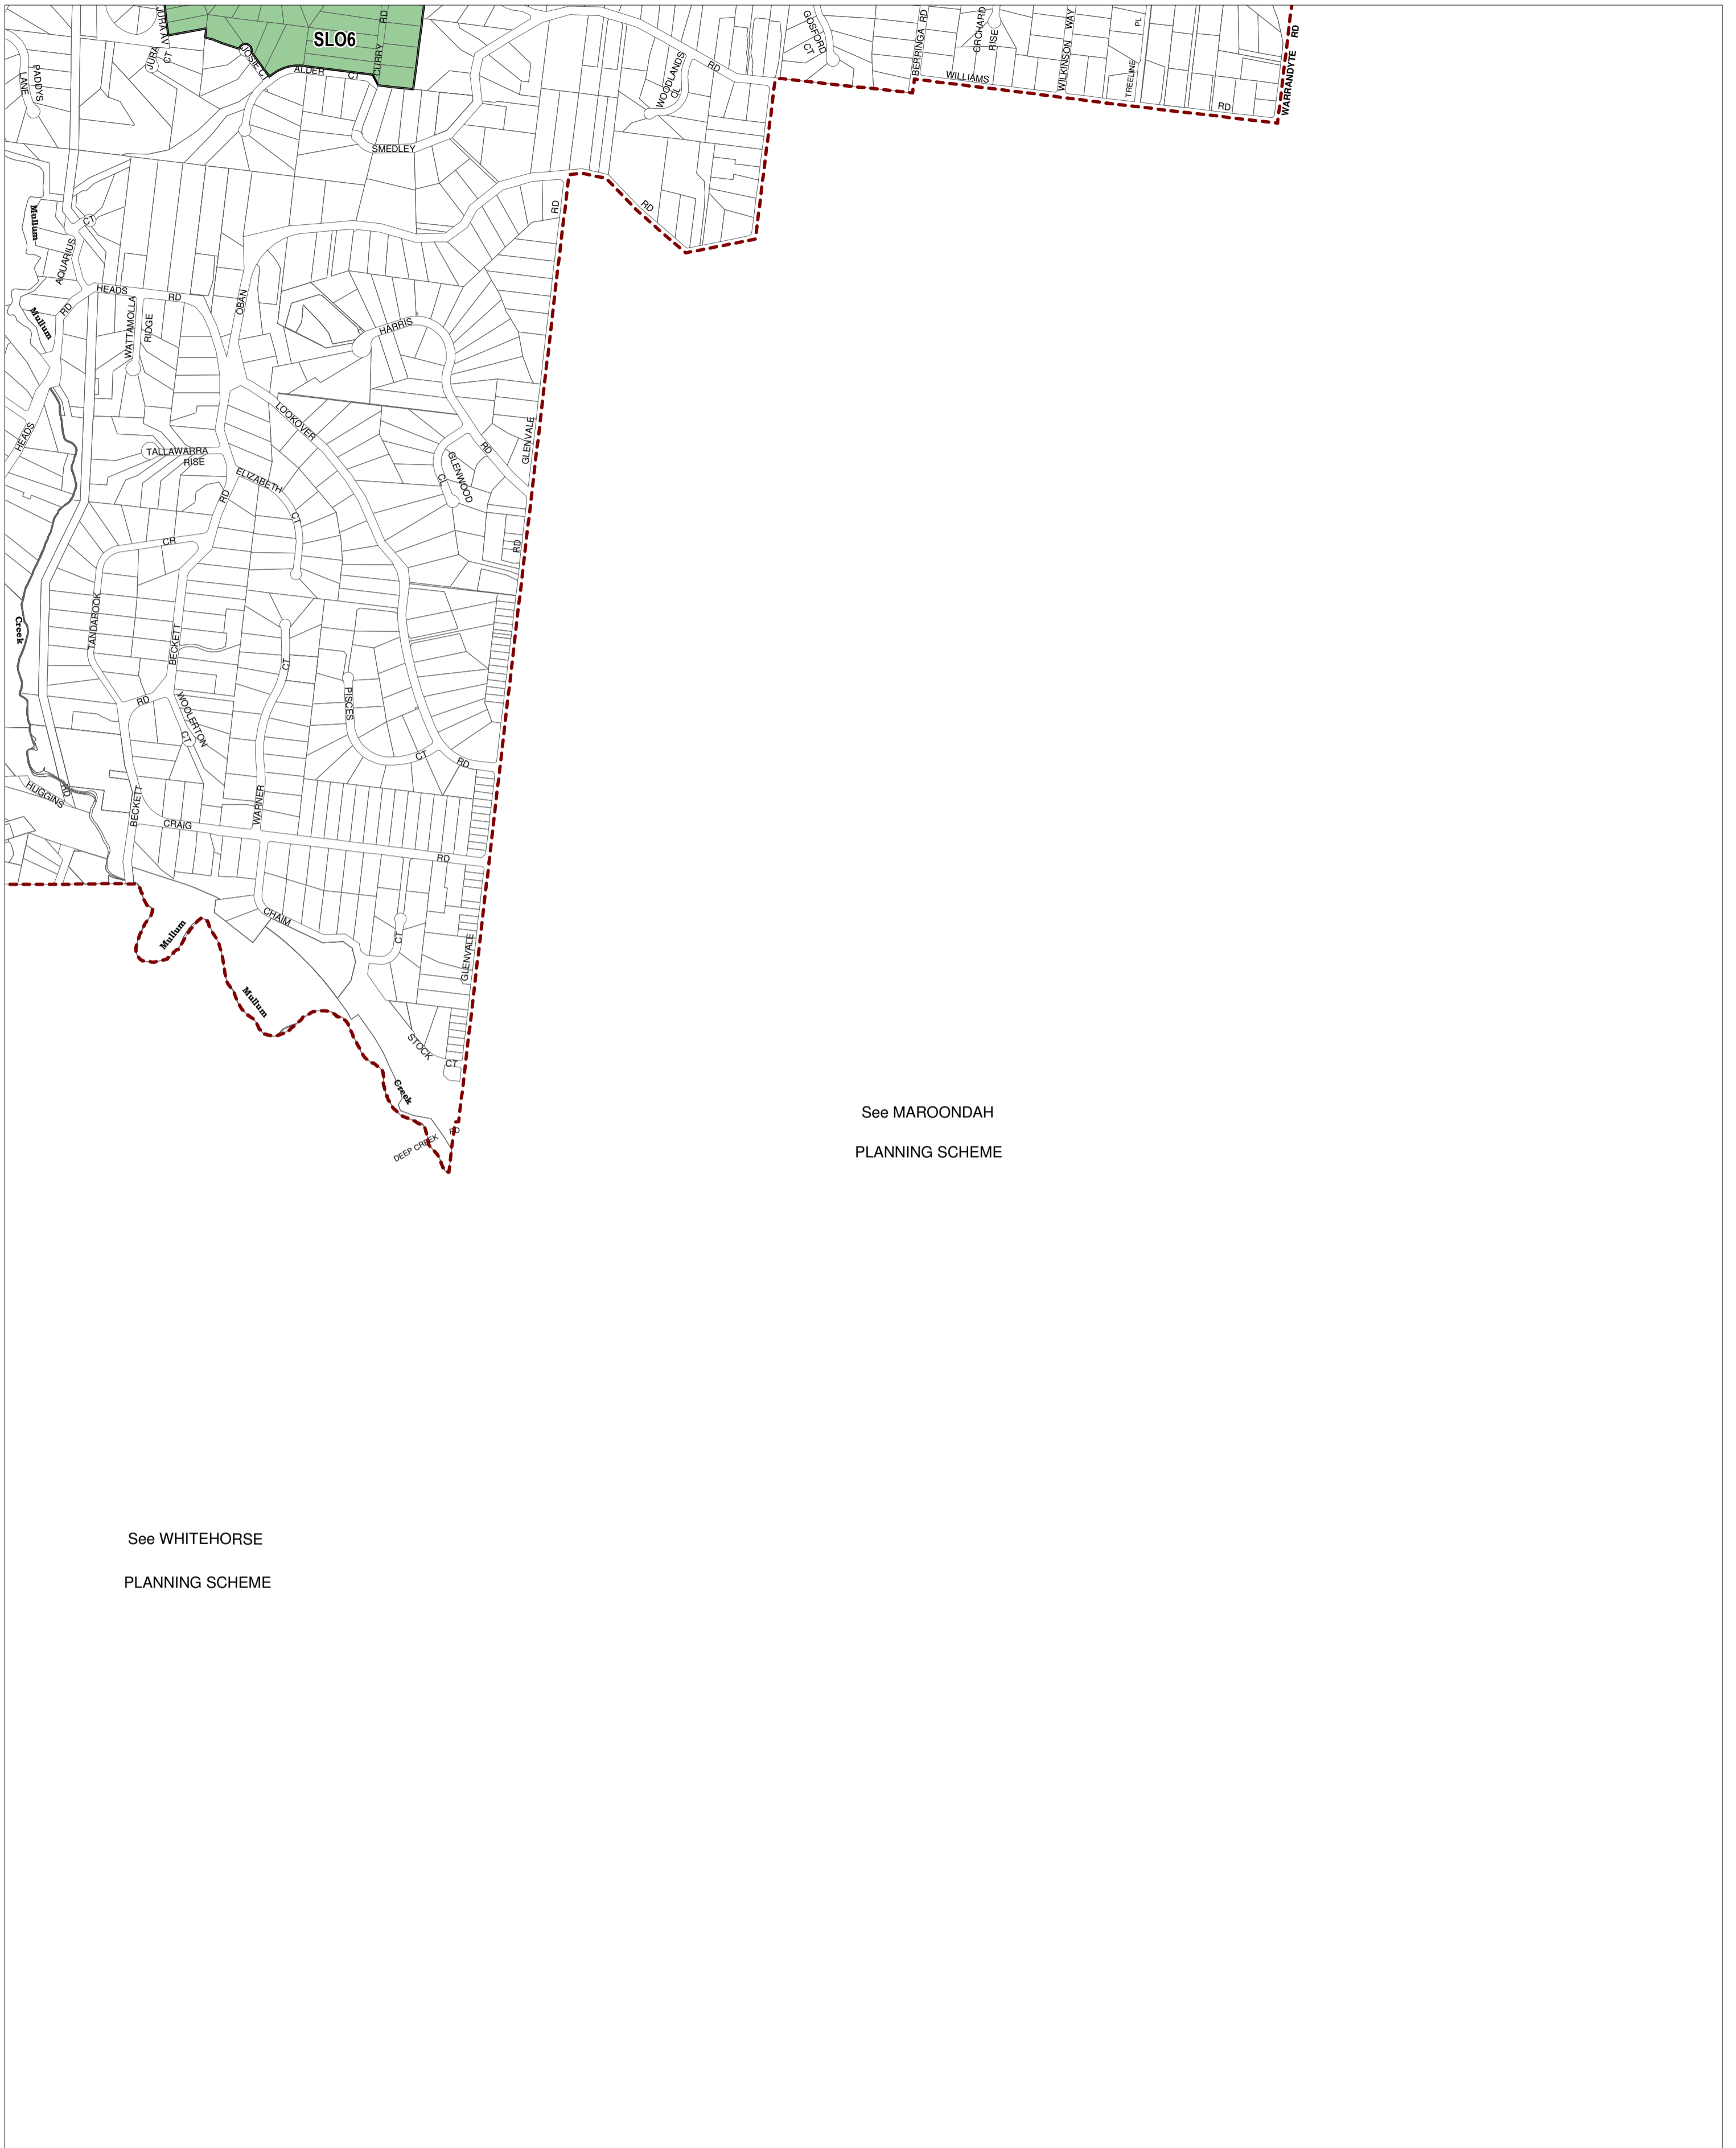 JURA AV
SLO6
RD
GOSFORD
CT
BERRINGA RD
ORCHARD
RISE
WILKINSON WAY
PL
WARRANDYTE RD
PADDYS
LANE
JURA
CT
JOSIE C
ALDER CT
CURRY
WOODLANDS
CL
RD
WILLIAMS
TREELINE
RD
SMEDLEY
Mullum
CT
RD
RD
AQUARIUS
HEADS
RD
OBAN
RD
Mullum
WATTAMOLLA
RIDGE
HARRIS
LOOKOVER
HEADS
TALLAWARRA
RISE
RD
GLENVALE
ELIZABETH
GLENWOOD
CL
RD
CT
CR
RD
TANDAROOK
BECKETT
Creek
CT
RD
WOOLERTON
CT
PISCES
CT
RD
HUGGINS
RD
BECKETT
WARNER
CRAIG
RD
CHAIM
Mullum
CT
GLENVALE
Mullum
STOCK
CT
Creek
DEEP CREEK RD
See MAROONDAH
PLANNING SCHEME
See WHITEHORSE
PLANNING SCHEME